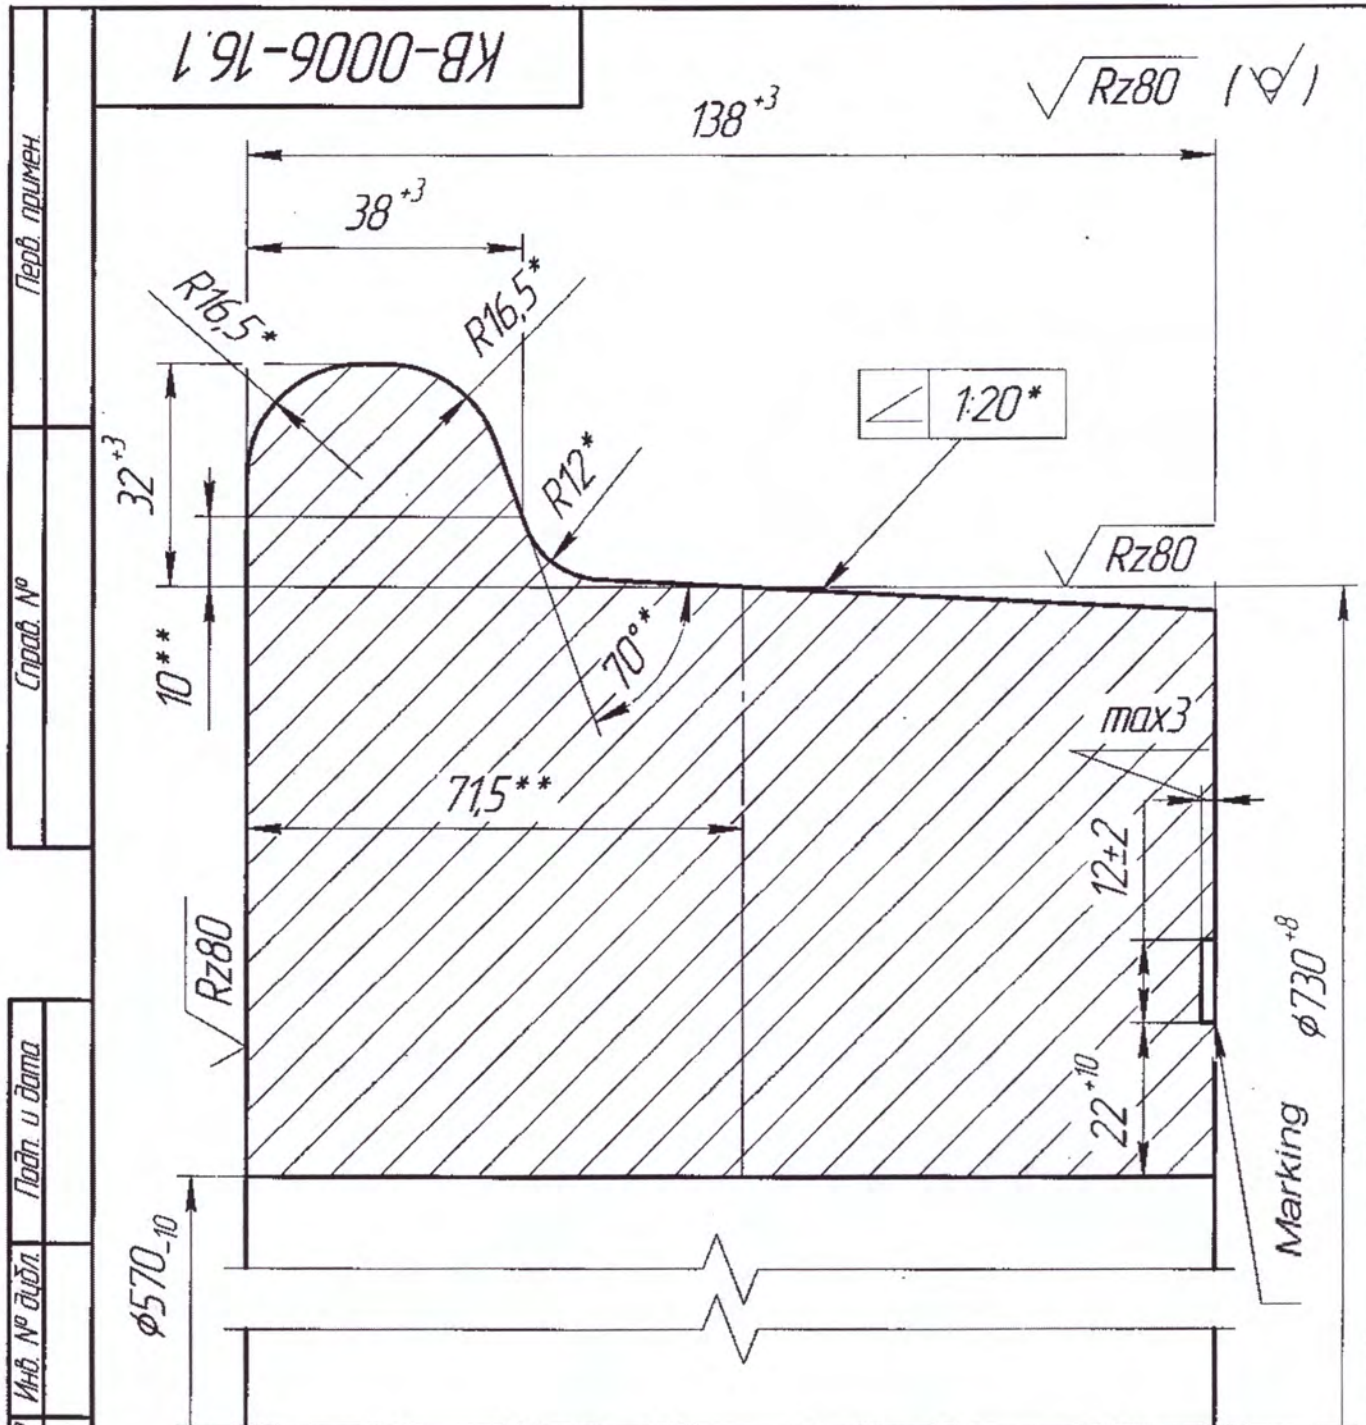 КВ-0006-16.1
√Rz80 (√)
138⁺³
38⁺³
R16,5*
R16,5*
32⁺³
R12*
1:20*
Rz80
10**
70°*
max3
71,5**
12±2
Rz80
22⁺¹⁰
⌀730⁺⁸
Marking
⌀570₋₁₀
Перв. примен.
Справ. №
Подп. и дата
Инв. № дубл.